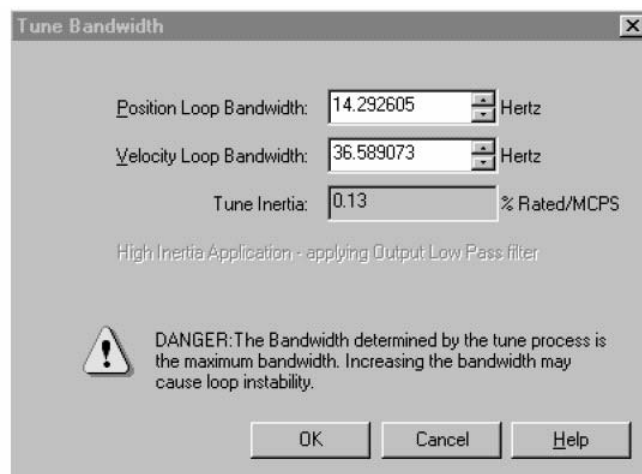 Tune Bandwidth
Position Loop Bandwidth: 14.292605 Hertz
Velocity Loop Bandwidth: 36.589073 Hertz
Tune Inertia: 0.13 % Rated/MCPS
High Inertia Application - applying Output Low Pass filter
DANGER:The Bandwidth determined by the tune process is
the maximum bandwidth. Increasing the bandwidth may
cause loop instability.
OK Cancel Help